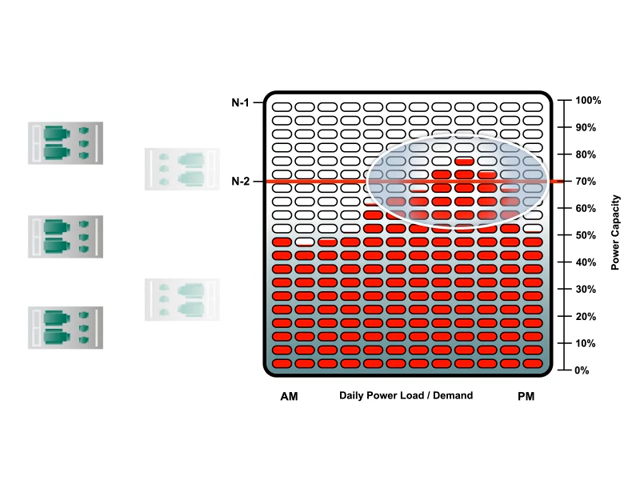 N-1
N-2
100%
90%
80%
70%
60%
50%
40%
30%
20%
10%
0%
Power Capacity
AM
Daily Power Load / Demand
PM